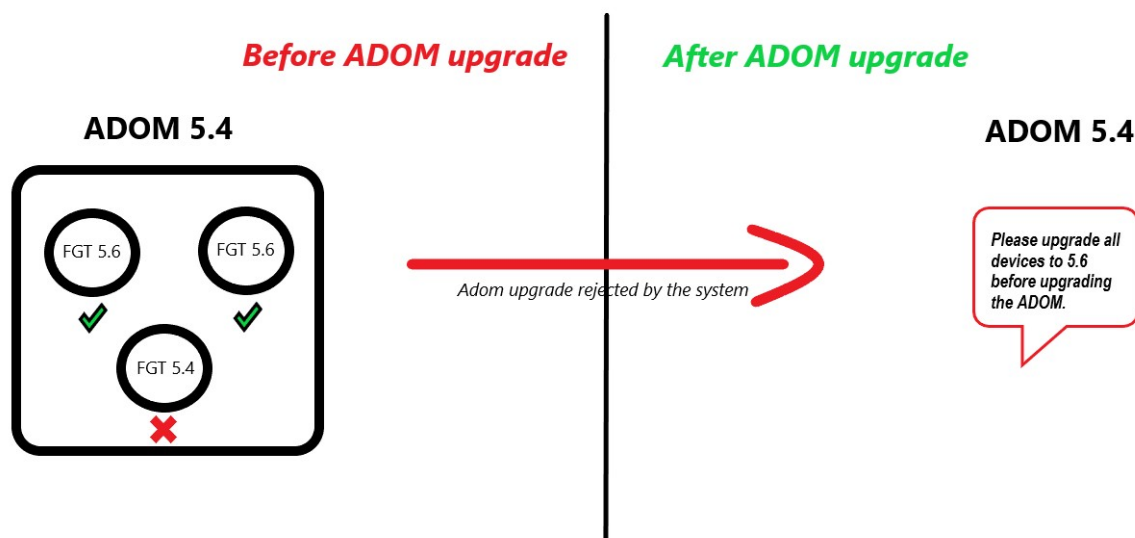 Before ADOM upgrade
After ADOM upgrade
ADOM 5.4
ADOM 5.4
FGT 5.6
FGT 5.6
FGT 5.4
Adom upgrade rejected by the system
Please upgrade all
devices to 5.6
before upgrading
the ADOM.